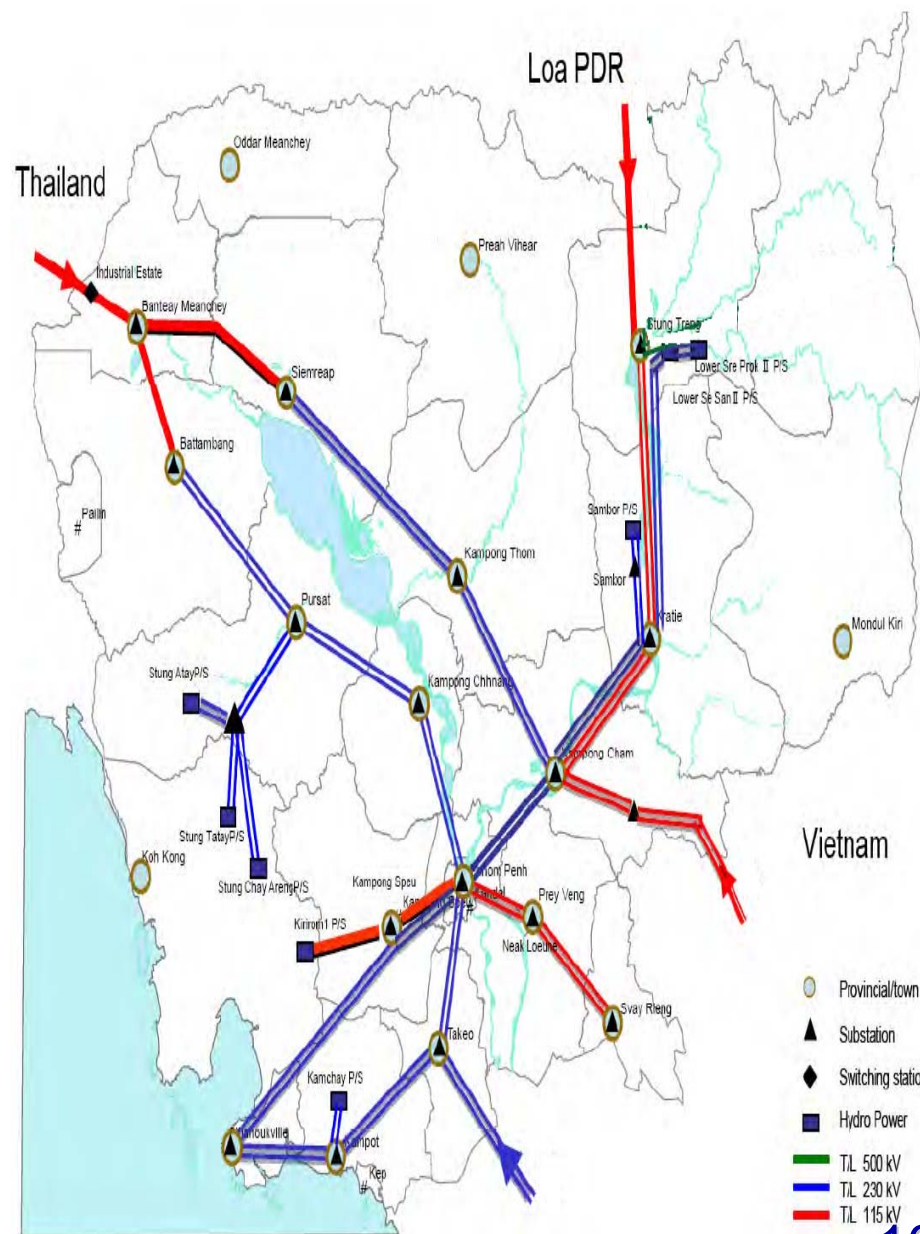 Loa PDR
Oddar Meanchey
Thailand
Preah Vihear
Industrial Estate
Banteay Meanchey
Stung Treng
Lower Sre Prok II P/S
Siemreap
Lower Se San II P/S
Battambang
Pailin
#
Sambor P/S
Kampong Thom
Sambor
Pursat
Kratie
Mondul Kiri
Stung Atay P/S
Kampong Chhnang
Kampong Cham
Stung Tatay P/S
Vietnam
Koh Kong
Stung Chay Areng P/S
Kampong Speu
Phnom Penh
Kandal
#
Prey Veng
Kirirom1 P/S
Neak Loeung
Svay Rieng
Takeo
Kamchay P/S
Sihanoukville
Kampot
Kep
#
Provincial/town
Substation
Switching statio
Hydro Power
T/L 500 kV
T/L 230 kV
T/L 115 kV